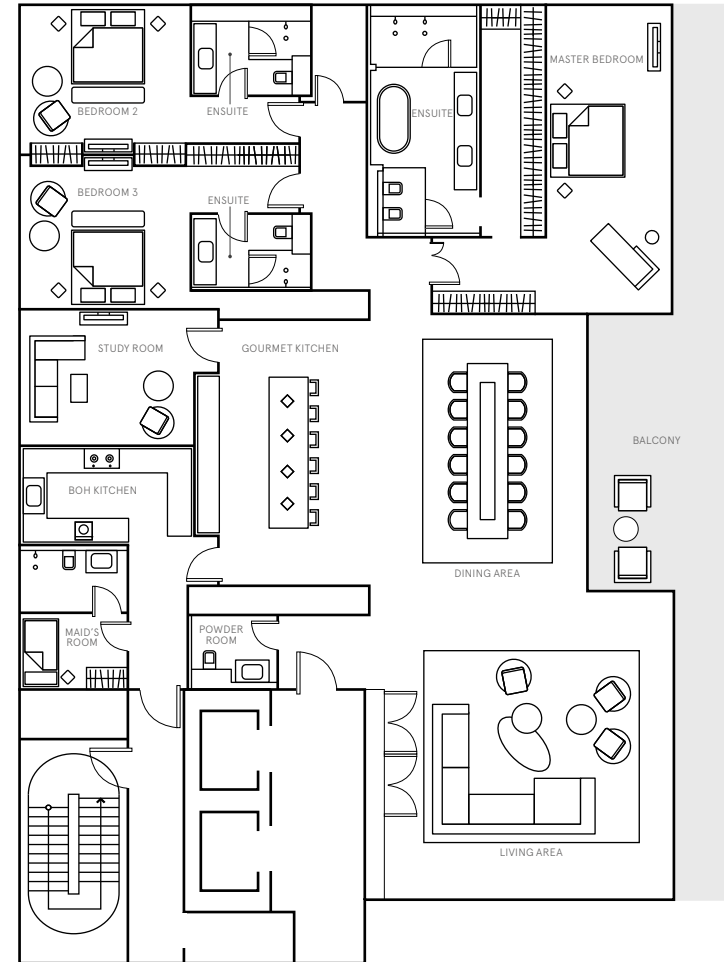 MASTER BEDROOM
BEDROOM 2
ENSUITE
ENSUITE
BEDROOM 3
ENSUITE
STUDY ROOM
GOURMET KITCHEN
BALCONY
BOH KITCHEN
DINING AREA
MAID'S
ROOM
POWDER
ROOM
LIVING AREA